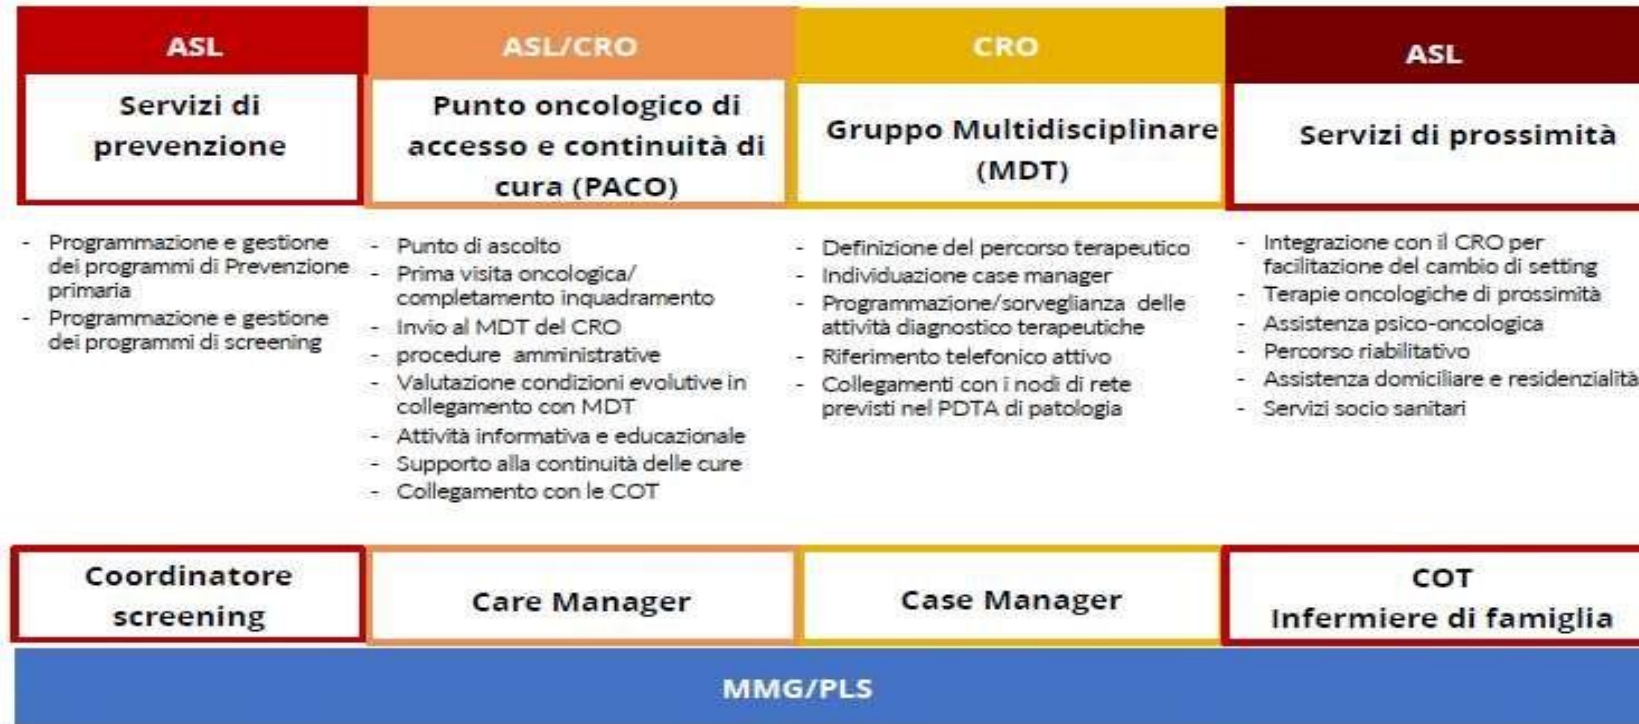 ASL
ASL/CRO
CRO
ASL
Servizi di
prevenzione
Punto oncologico di
accesso e continuità di
cura (PACO)
Gruppo Multidisciplinare
(MDT)
Servizi di prossimità
- Programmazione e gestione
dei programmi di Prevenzione
primaria
- Programmazione e gestione
dei programmi di screening
- Punto di ascolto
- Prima visita oncologica/
completamento inquadramento
- Invio al MDT del CRO
- procedure amministrative
- Valutazione condizioni evolutive in
collegamento con MDT
- Attività informativa e educazionale
- Supporto alla continuità delle cure
- Collegamento con le COT
- Definizione del percorso terapeutico
- Individuazione case manager
- Programmazione/sorveglianza delle
attività diagnostico terapeutiche
- Riferimento telefonico attivo
- Collegamenti con i nodi di rete
previsti nel PDTA di patologia
- Integrazione con il CRO per
facilitazione del cambio di setting
- Terapie oncologiche di prossimità
- Assistenza psico-oncologica
- Percorso riabilitativo
- Assistenza domiciliare e residenzialità
- Servizi socio sanitari
Coordinatore
screening
Care Manager
Case Manager
COT
Infermiere di famiglia
MMG/PLS